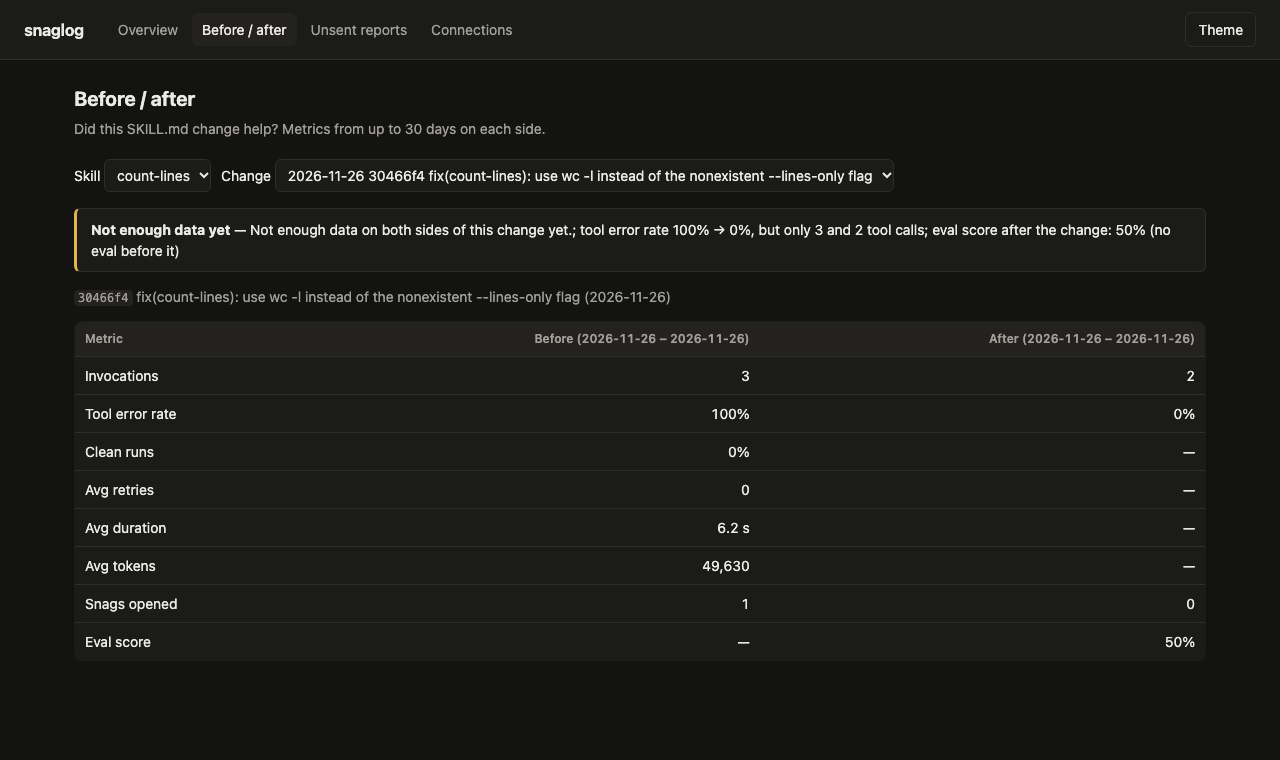 snaglog Overview Before / after Unsent reports Connections Theme
Before / after
Did this SKILL.md change help? Metrics from up to 30 days on each side.
Skill count-lines Change 2026-11-26 30466f4 fix(count-lines): use wc -l instead of the nonexistent --lines-only flag
Not enough data yet — Not enough data on both sides of this change yet.; tool error rate 100% → 0%, but only 3 and 2 tool calls; eval score after the change: 50% (no
eval before it)
30466f4 fix(count-lines): use wc -l instead of the nonexistent --lines-only flag (2026-11-26)
Metric Before (2026-11-26 – 2026-11-26) After (2026-11-26 – 2026-11-26)
Invocations 3 2
Tool error rate 100% 0%
Clean runs 0% —
Avg retries 0 —
Avg duration 6.2 s —
Avg tokens 49,630 —
Snags opened 1 0
Eval score — 50%